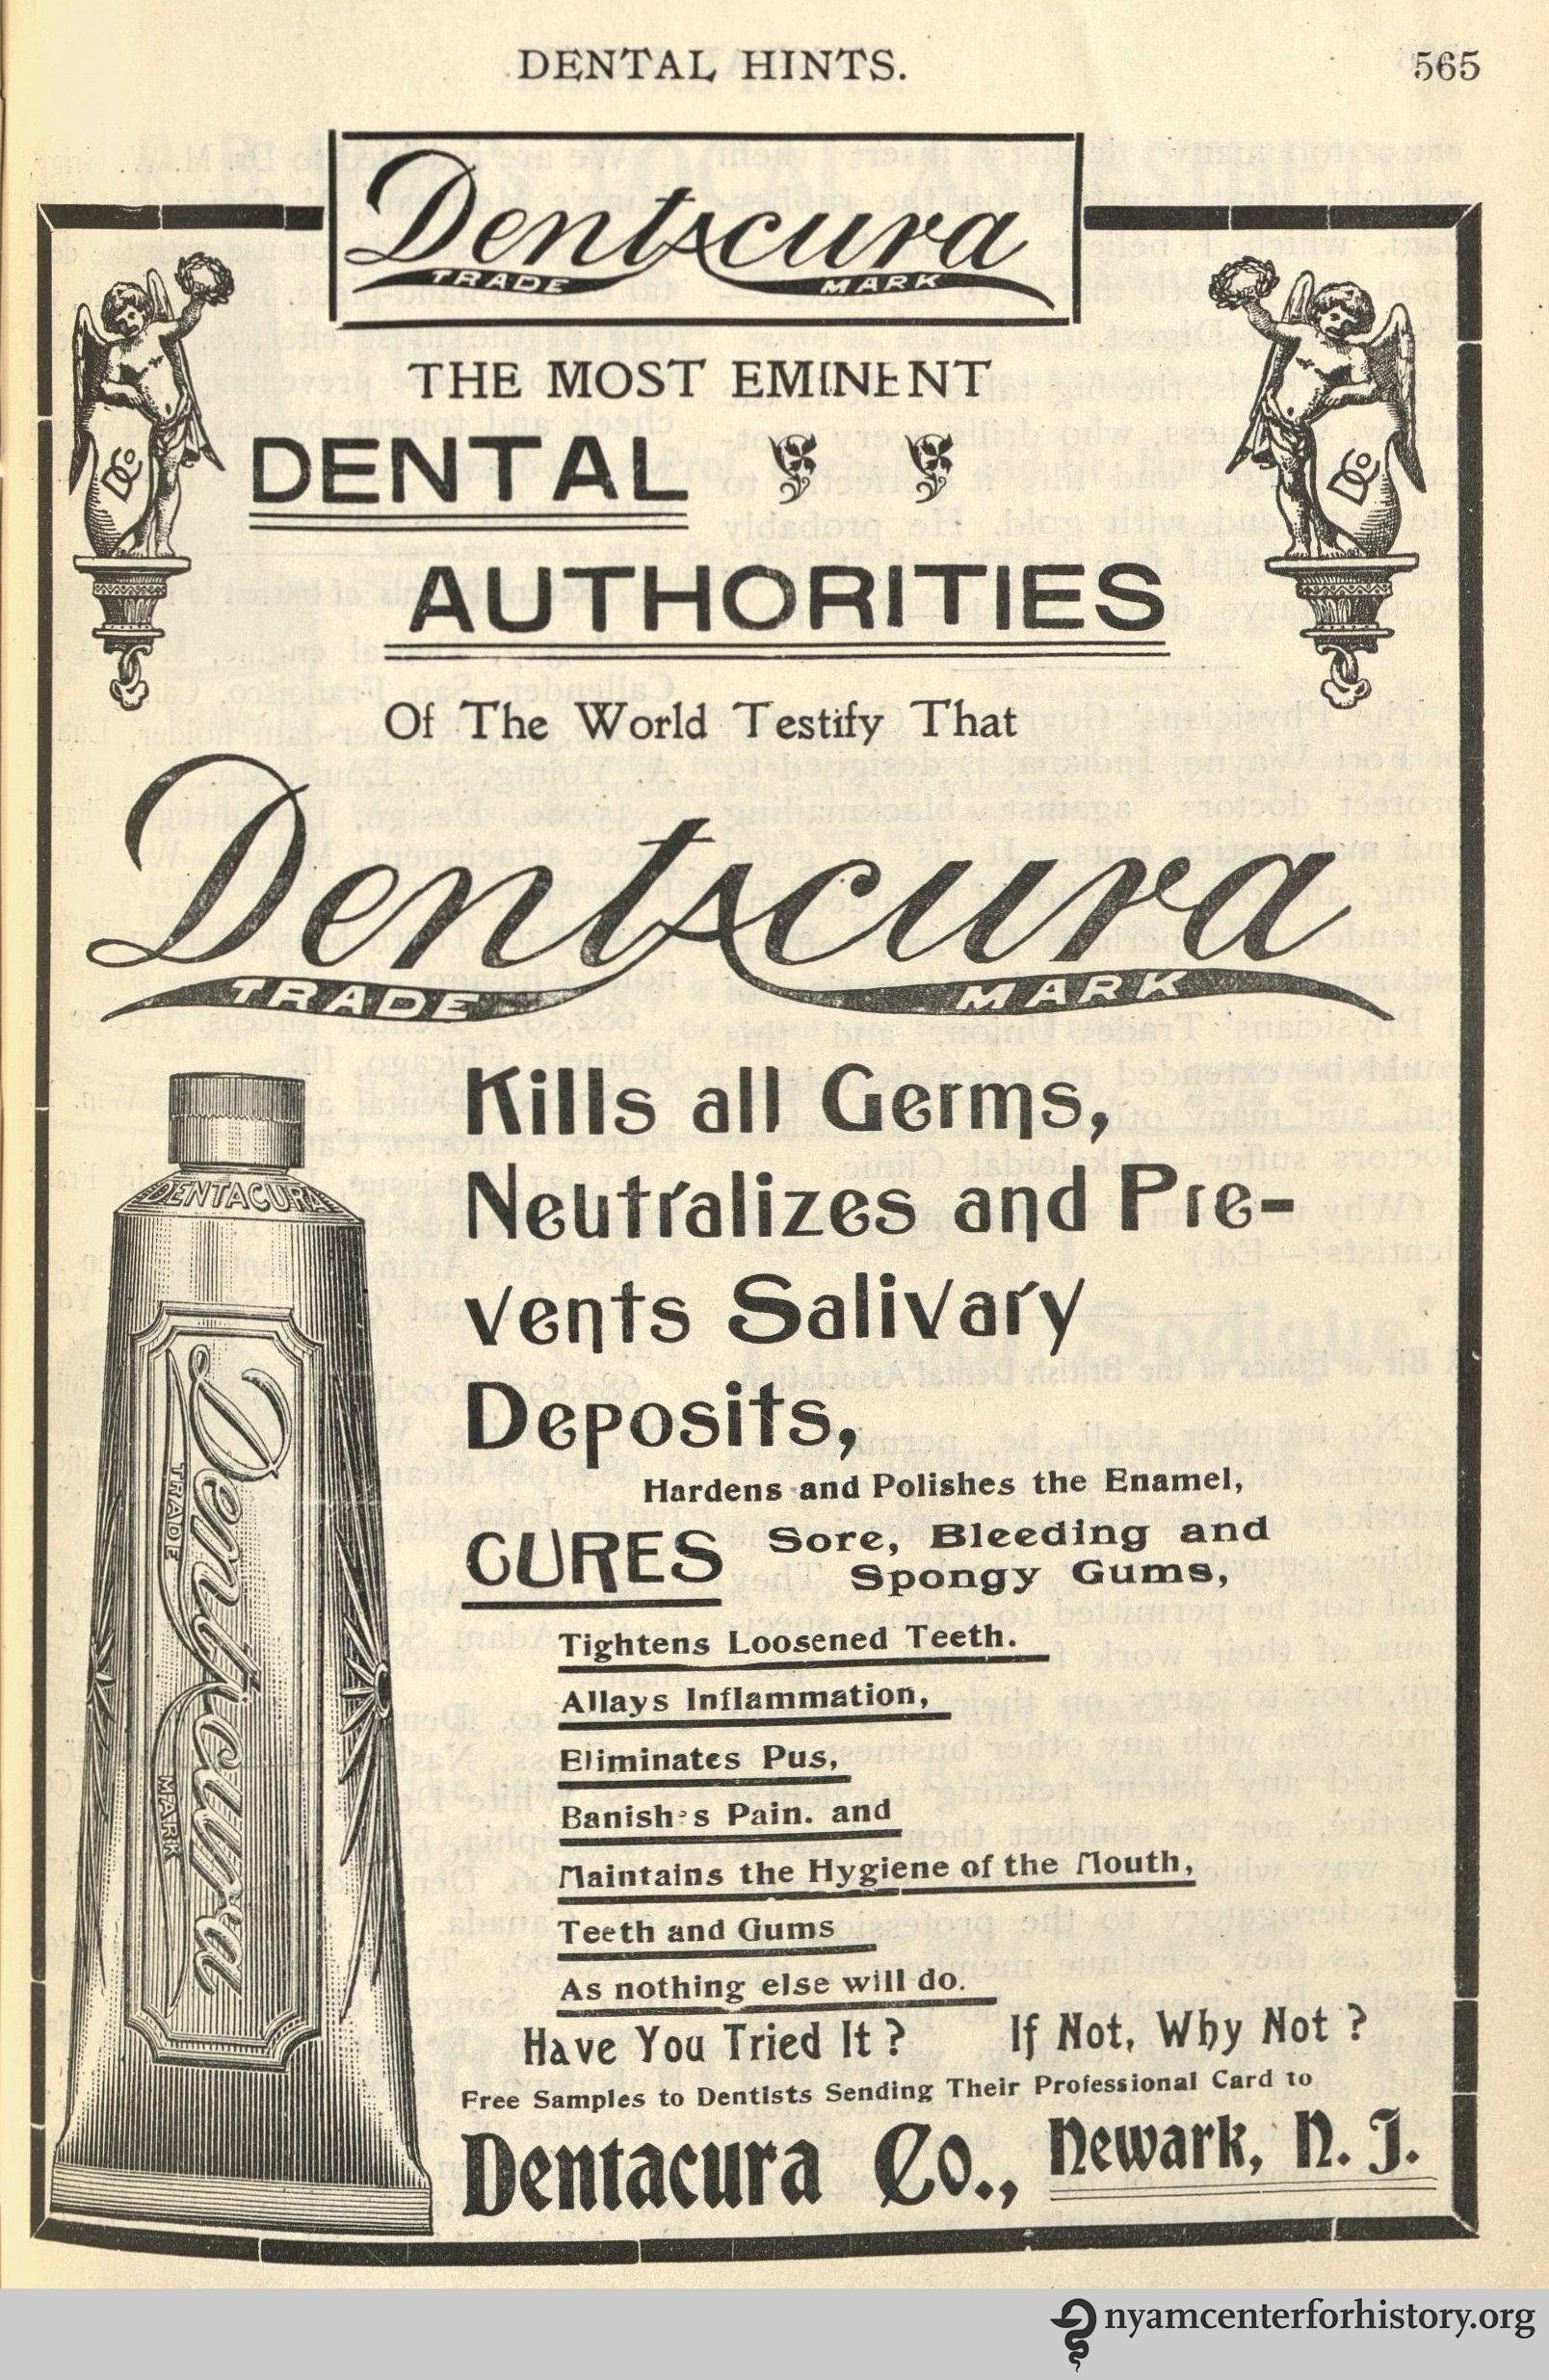 DENTAL HINTS. 565
Dentacura
TRADE MARK
THE MOST EMINENT
DENTAL
AUTHORITIES
Of The World Testify That
Dentacura
TRADE MARK
Kills all Germs,
Neutralizes and Pre-
vents Salivary
Deposits,
Hardens and Polishes the Enamel,
CURES Sore, Bleeding and
Spongy Gums,
Tightens Loosened Teeth.
Allays Inflammation,
Eliminates Pus,
Banishes Pain. and
Maintains the Hygiene of the Mouth,
Teeth and Gums
As nothing else will do.
Have You Tried It? If Not, Why Not?
Free Samples to Dentists Sending Their Professional Card to
Dentacura Co., Newark, N. J.
DCo
DCo
DENTACURA
Dentacura
TRADE MARK
nyamcenterforhistory.org